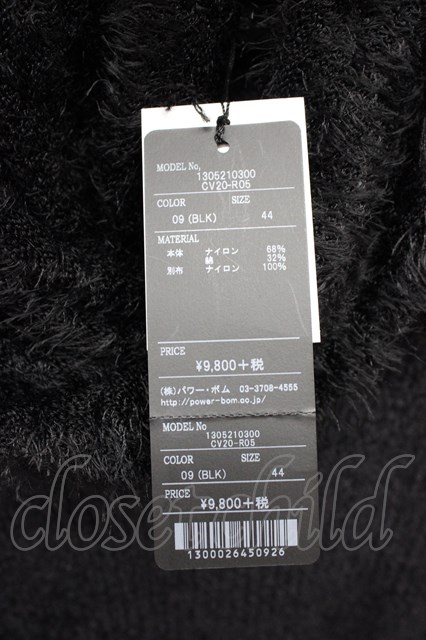 MODEL No.
1305210300
CV20-R05
COLOR SIZE
09 (BLK) 44
MATERIAL
本体 ナイロン 68%
綿 32%
別布 ナイロン 100%
PRICE
¥9,800+税
(株)パワー・ボム 03-3708-4555
http://power-bom.co.jp/
MODEL No
1305210300
CV20-R05
COLOR SIZE
09 (BLK) 44
PRICE
¥9,800+税
1300026450926
closet child